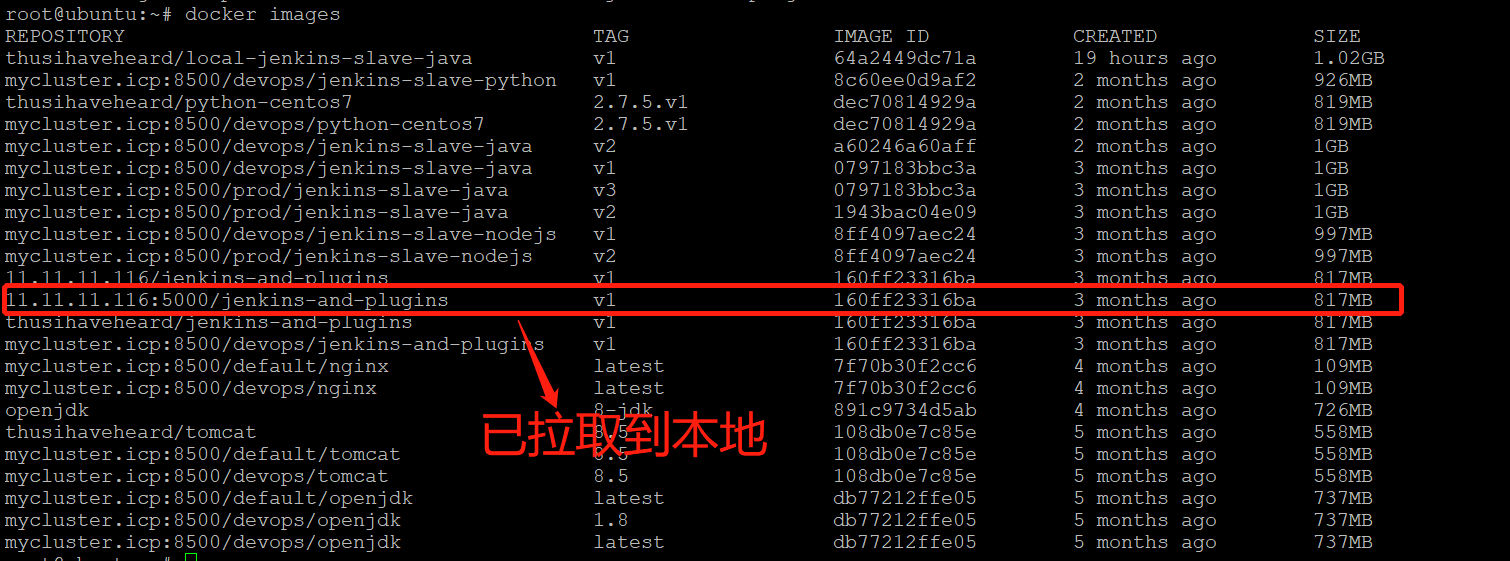 root@ubuntu:~# docker images
REPOSITORY TAG IMAGE ID CREATED SIZE
thusihaveheard/local-jenkins-slave-java v1 64a2449dc71a 19 hours ago 1.02GB
mycluster.icp:8500/devops/jenkins-slave-python v1 8c60ee0d9af2 2 months ago 926MB
thusihaveheard/python-centos7 2.7.5.v1 dec70814929a 2 months ago 819MB
mycluster.icp:8500/devops/python-centos7 2.7.5.v1 dec70814929a 2 months ago 819MB
mycluster.icp:8500/devops/jenkins-slave-java v2 a60246a60aff 2 months ago 1GB
mycluster.icp:8500/devops/jenkins-slave-java v1 0797183bbc3a 3 months ago 1GB
mycluster.icp:8500/prod/jenkins-slave-java v3 0797183bbc3a 3 months ago 1GB
mycluster.icp:8500/prod/jenkins-slave-java v2 1943bac04e09 3 months ago 1GB
mycluster.icp:8500/devops/jenkins-slave-nodejs v1 8ff4097aec24 3 months ago 997MB
mycluster.icp:8500/prod/jenkins-slave-nodejs v2 8ff4097aec24 3 months ago 997MB
11.11.11.116/jenkins-and-plugins v1 160ff23316ba 3 months ago 817MB
11.11.11.116:5000/jenkins-and-plugins v1 160ff23316ba 3 months ago 817MB
thusihaveheard/jenkins-and-plugins v1 160ff23316ba 3 months ago 817MB
mycluster.icp:8500/devops/jenkins-and-plugins v1 160ff23316ba 3 months ago 817MB
mycluster.icp:8500/default/nginx latest 7f70b30f2cc6 4 months ago 109MB
mycluster.icp:8500/devops/nginx latest 7f70b30f2cc6 4 months ago 109MB
openjdk 8-jdk 891c9734d5ab 4 months ago 726MB
已拉取到本地
thusihaveheard/tomcat 8.5 108db0e7c85e 5 months ago 558MB
mycluster.icp:8500/default/tomcat 8.5 108db0e7c85e 5 months ago 558MB
mycluster.icp:8500/devops/tomcat 8.5 108db0e7c85e 5 months ago 558MB
mycluster.icp:8500/default/openjdk latest db77212ffe05 5 months ago 737MB
mycluster.icp:8500/devops/openjdk 1.8 db77212ffe05 5 months ago 737MB
mycluster.icp:8500/devops/openjdk latest db77212ffe05 5 months ago 737MB